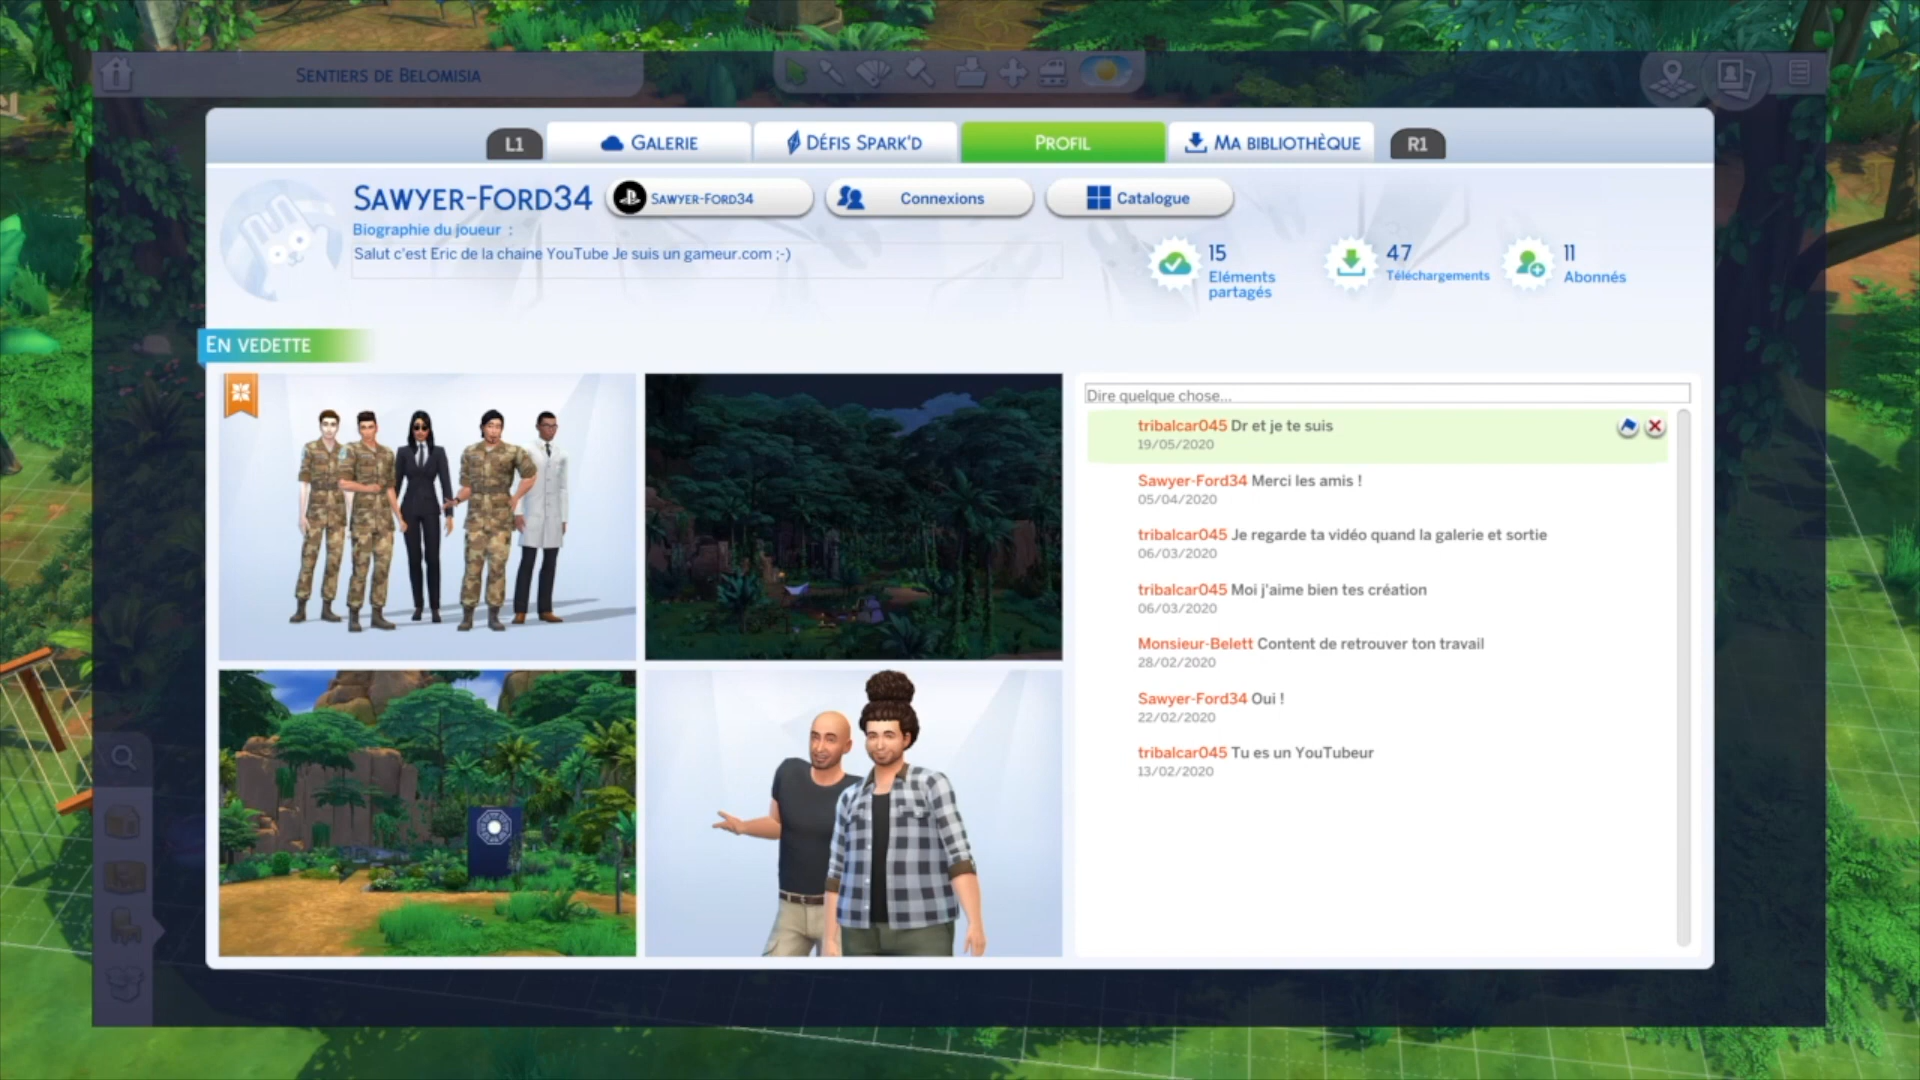 SENTIERS DE BELOMISIA
L1
GALERIE
DÉFIS SPARK'D
PROFIL
MA BIBLIOTHÈQUE
R1
SAWYER-FORD34
SAWYER-FORD34
Connexions
Catalogue
Biographie du joueur :
Salut c'est Eric de la chaine YouTube Je suis un gameur.com ;-)
15
Eléments
partagés
47
Téléchargements
11
Abonnés
EN VEDETTE
Dire quelque chose...
tribalcar045 Dr et je te suis
19/05/2020
Sawyer-Ford34 Merci les amis !
05/04/2020
tribalcar045 Je regarde ta vidéo quand la galerie et sortie
06/03/2020
tribalcar045 Moi j'aime bien tes création
06/03/2020
Monsieur-Belett Content de retrouver ton travail
28/02/2020
Sawyer-Ford34 Oui !
22/02/2020
tribalcar045 Tu es un YouTubeur
13/02/2020